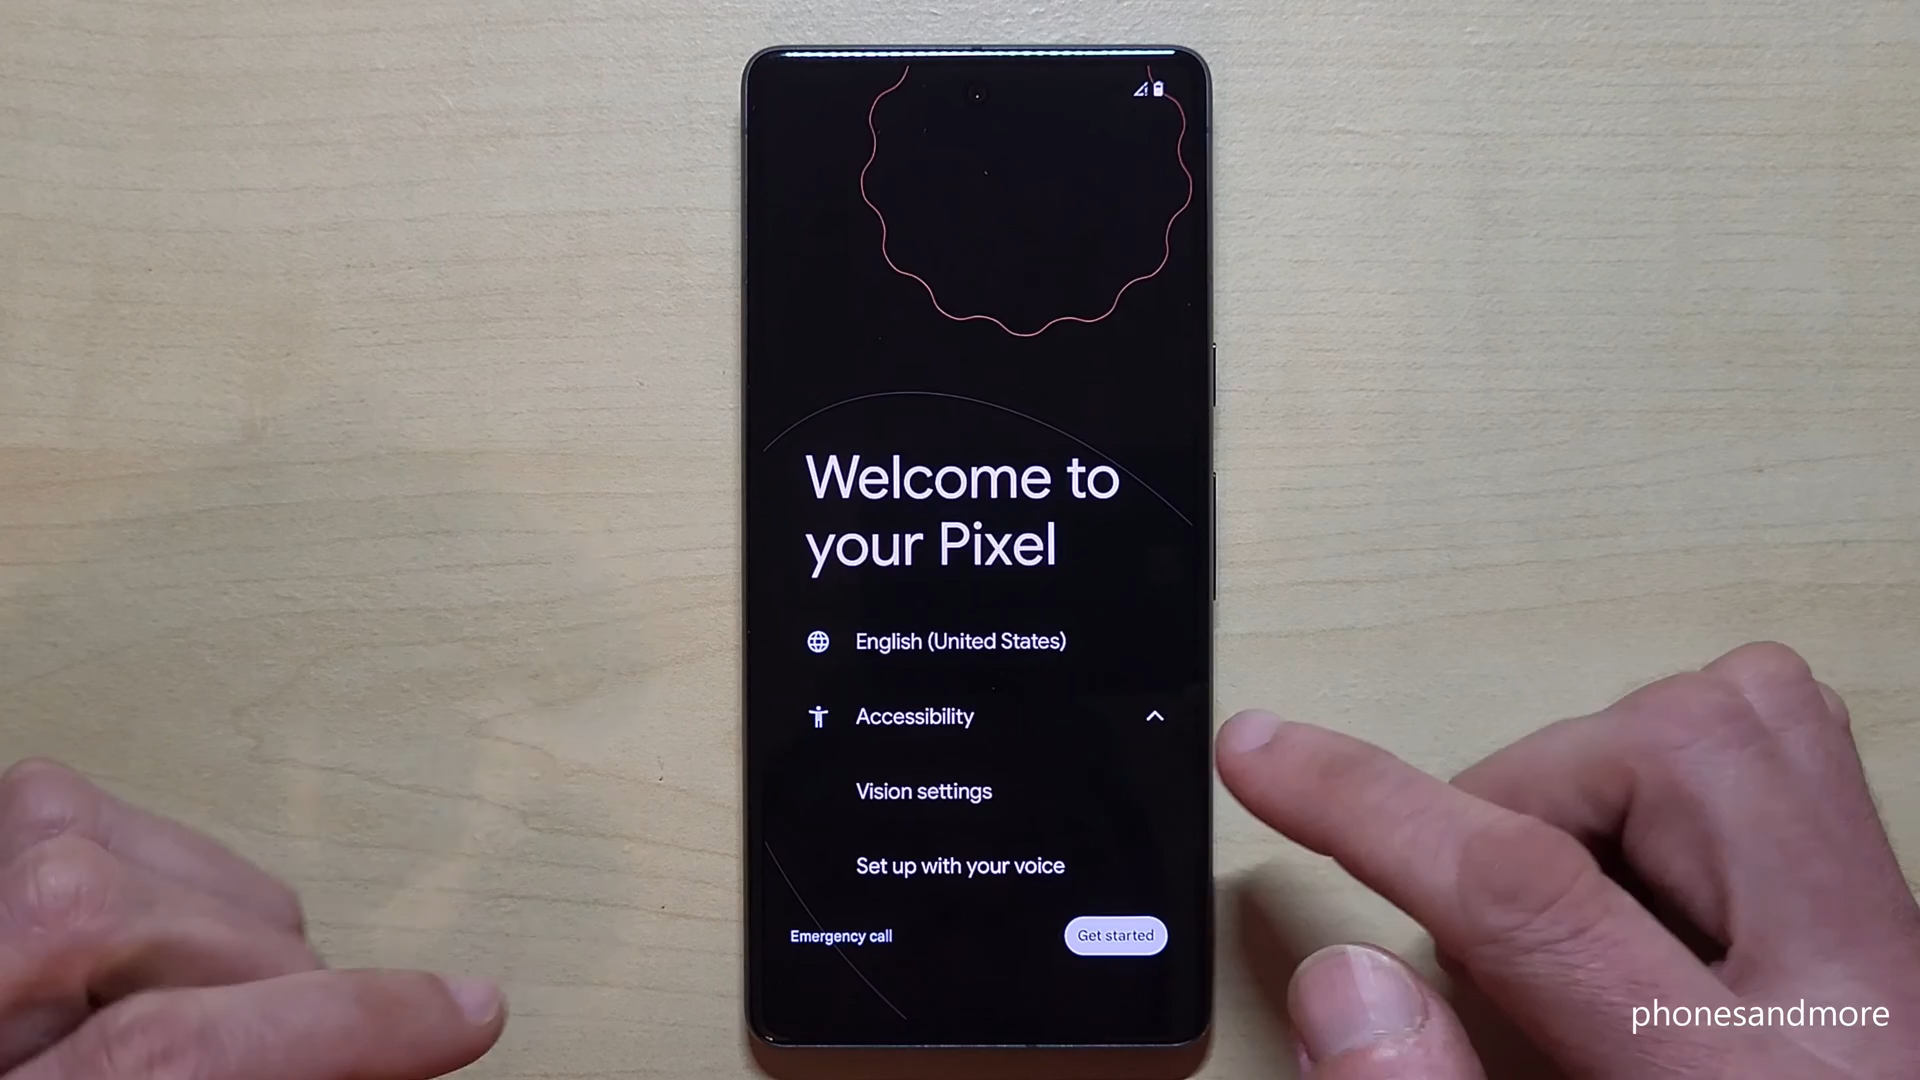 Welcome to
your Pixel
English (United States)
Accessibility
Vision settings
Set up with your voice
Emergency call
Get started
phonesandmore